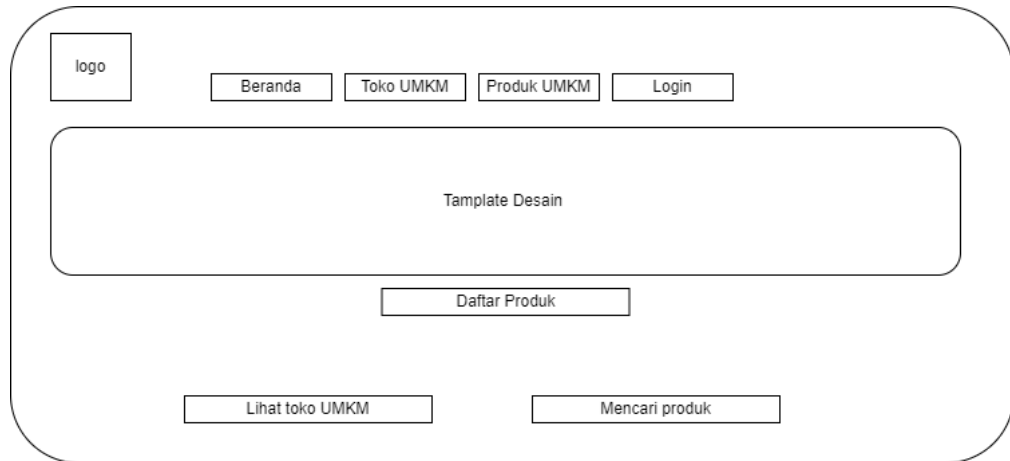 logo
Beranda
Toko UMKM
Produk UMKM
Login
Tamplate Desain
Daftar Produk
Lihat toko UMKM
Mencari produk